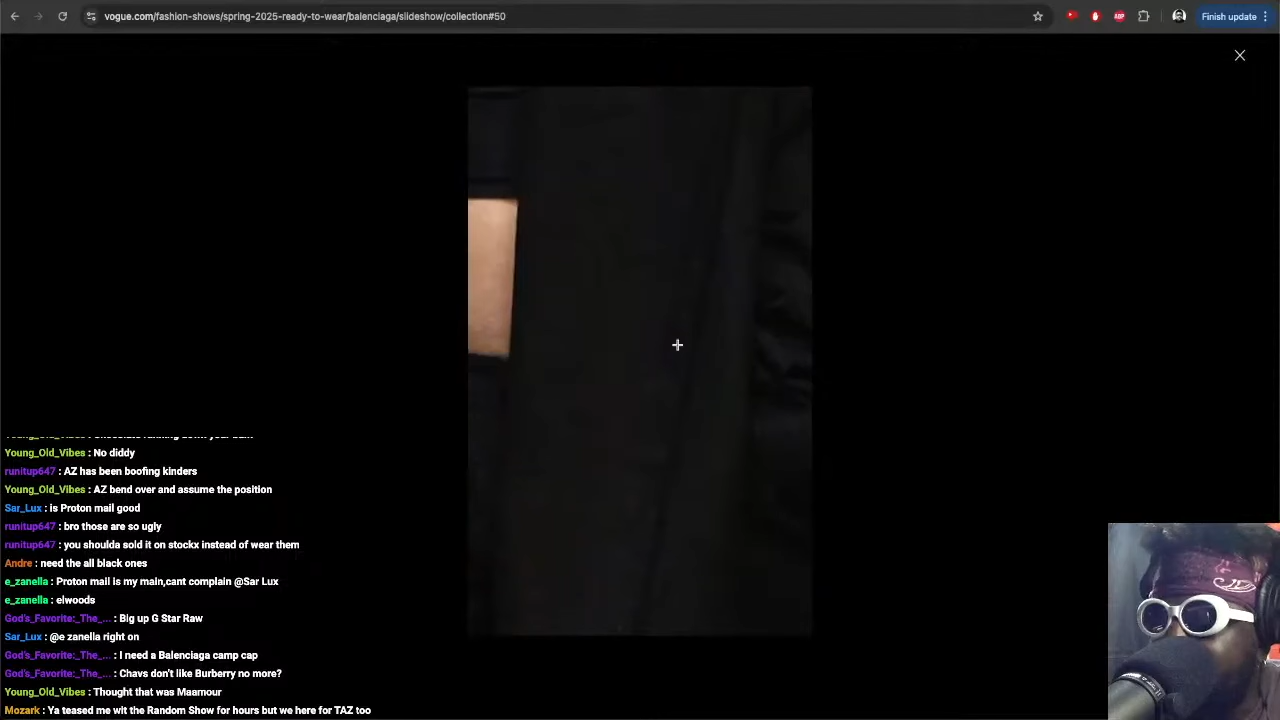 vogue.com/fashion-shows/spring-2025-ready-to-wear/balenciaga/slideshow/collection#50
ABP
Finish update
Young_Old_Vibes :
Young_Old_Vibes : No diddy
runitup647 : AZ has been boofing kinders
Young_Old_Vibes : AZ bend over and assume the position
Sar_Lux : is Proton mail good
runitup647 : bro those are so ugly
runitup647 : you shoulda sold it on stockx instead of wear them
Andre : need the all black ones
e_zanella : Proton mail is my main,cant complain @Sar Lux
e_zanella : elwoods
God's_Favorite:_The_... : Big up G Star Raw
Sar_Lux : @e zanella right on
God's_Favorite:_The_... : I need a Balenciaga camp cap
God's_Favorite:_The_... : Chavs don't like Burberry no more?
Young_Old_Vibes : Thought that was Maamour
Mozark : Ya teased me wit the Random Show for hours but we here for TAZ too